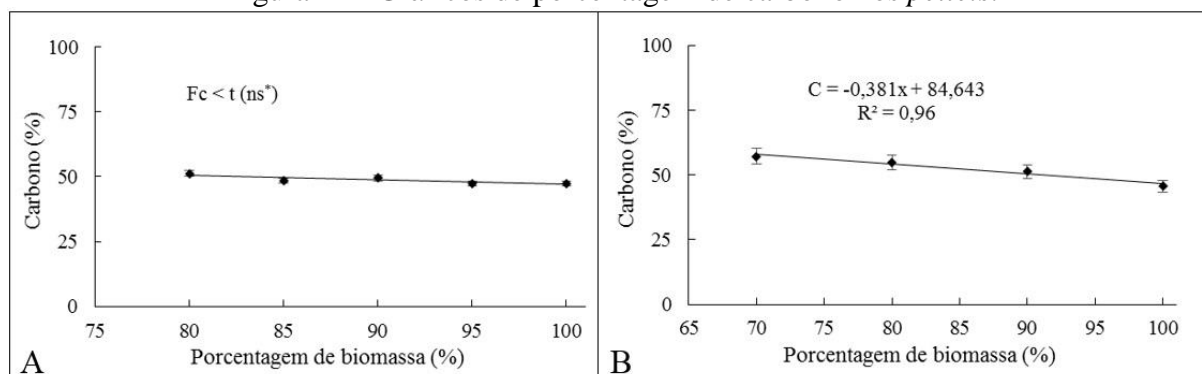 100
75
50
25
0
Carbono (%)
Fc < t (ns*)
75 80 85 90 95 100
Porcentagem de biomassa (%)
A
100
75
50
25
0
Carbono (%)
C = -0,381x + 84,643
R² = 0,96
65 70 75 80 85 90 95 100
Porcentagem de biomassa (%)
B